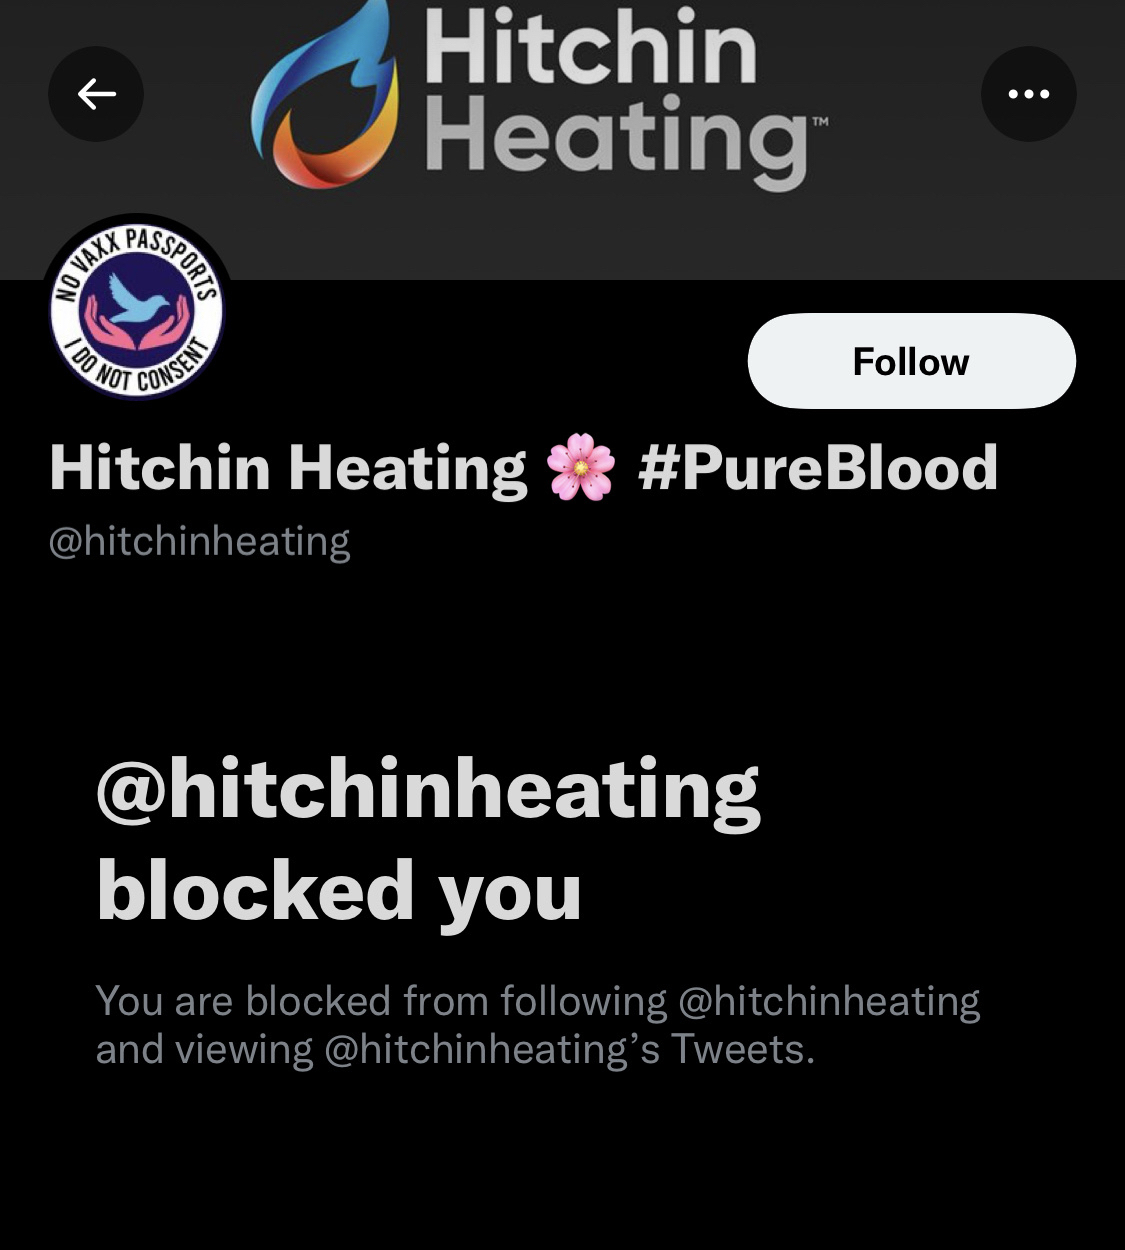 Hitchin
Heating™
NO VAXX PASSPORTS
I DO NOT CONSENT
Follow
Hitchin Heating 🌸 #PureBlood
@hitchinheating
@hitchinheating
blocked you
You are blocked from following @hitchinheating
and viewing @hitchinheating’s Tweets.